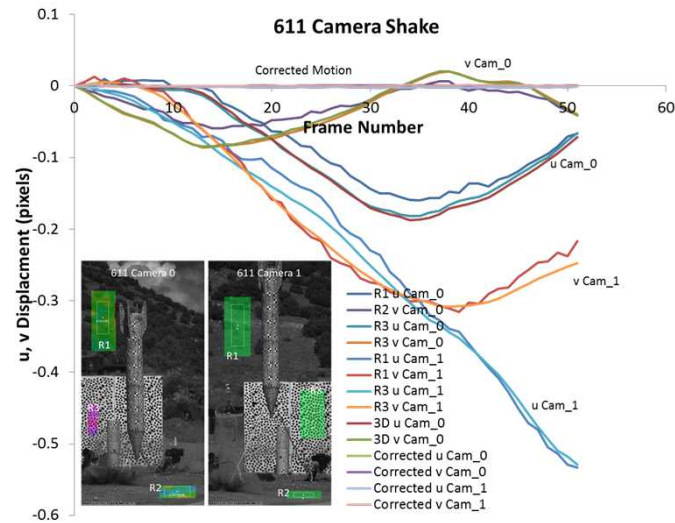 611 Camera Shake
0.1
0
-0.1
-0.2
-0.3
-0.4
-0.5
-0.6
u, v Displacment (pixels)
0
10
20
30
40
50
60
Frame Number
Corrected Motion
v Cam_0
u Cam_0
v Cam_1
u Cam_1
611 Camera 0
R1
R2
611 Camera 1
R1
R2
R1 u Cam_0
R2 v Cam_0
R3 u Cam_0
R3 v Cam_0
R1 u Cam_1
R1 v Cam_1
R3 u Cam_1
R3 v Cam_1
3D u Cam_0
3D v Cam_0
Corrected u Cam_0
Corrected v Cam_0
Corrected u Cam_1
Corrected v Cam_1